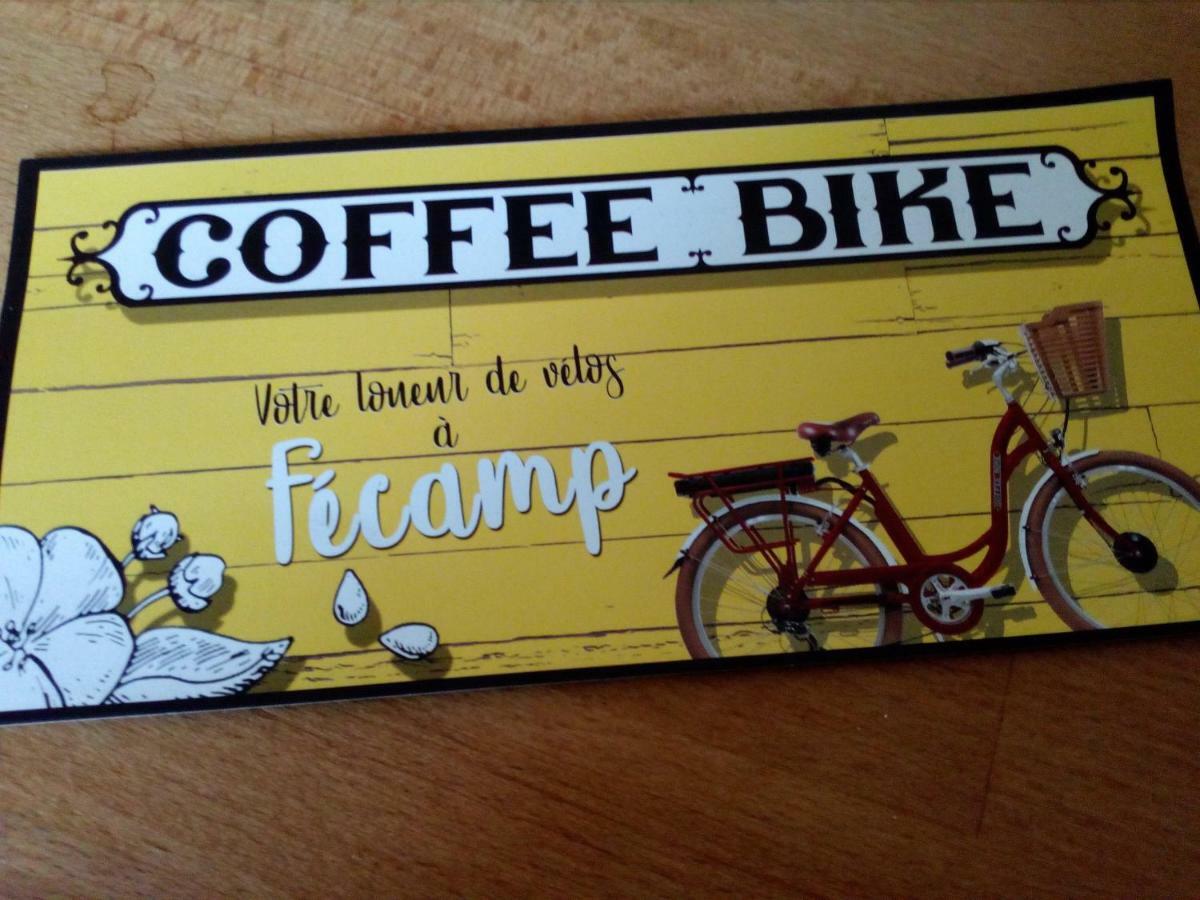 COFFEE BIKE
Votre loueur de vélos
à
Fécamp